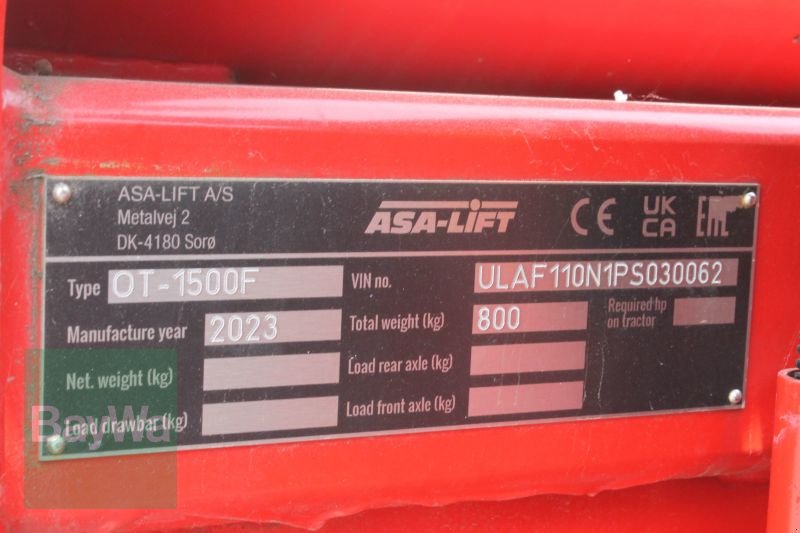 ASA-LIFT A/S
Metalvej 2
DK-4180 Sorø
ASA-LIFT
CE
UK CA
EAC
Type OT-1500F
VIN no. ULAF110N1PS030062
Manufacture year 2023
Total weight (kg) 800
Required hp on tractor
Net. weight (kg)
Load rear axle (kg)
Load drawbar (kg)
Load front axle (kg)
BayWa